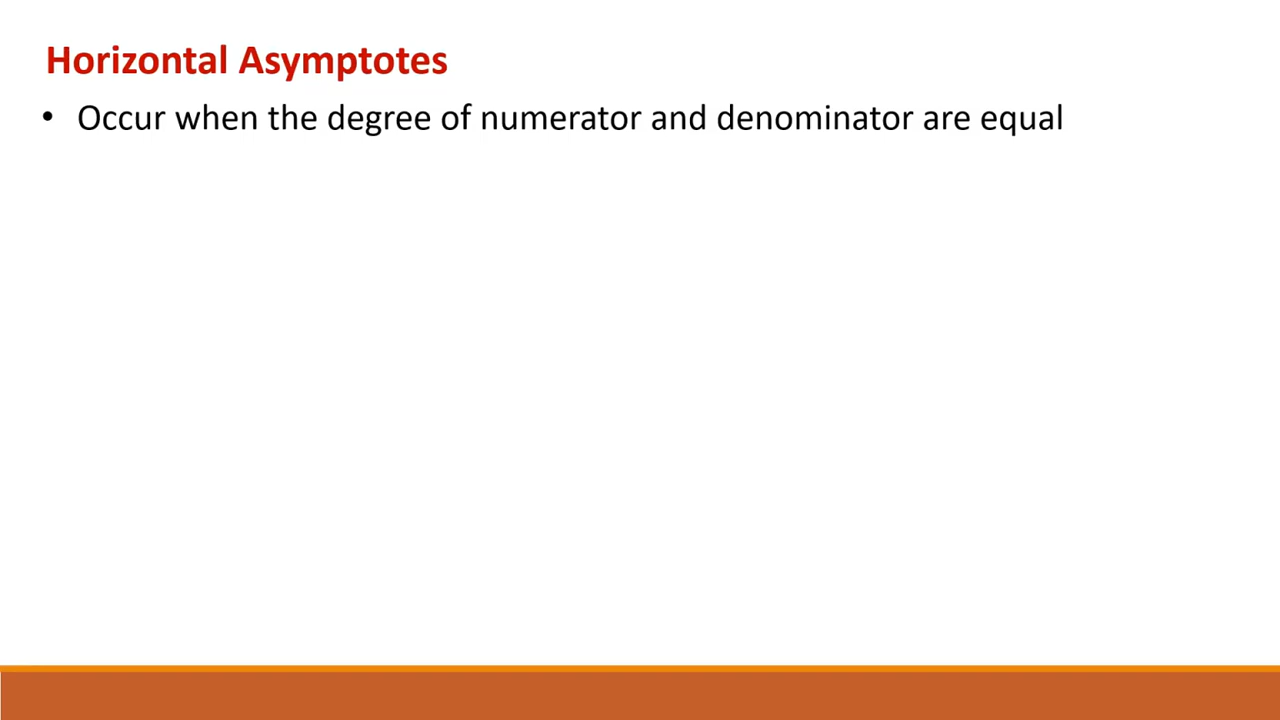 Horizontal Asymptotes
• Occur when the degree of numerator and denominator are equal